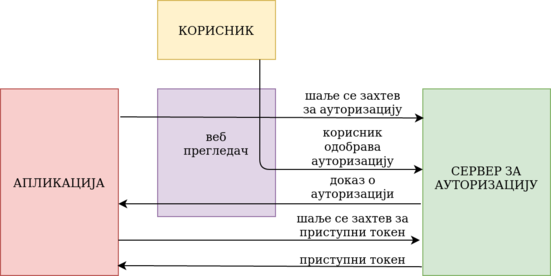 КОРИСНИК
шаље се захтев
за ауторизацију
веб
прегледач
корисник
одобрава
ауторизацију
АПЛИКАЦИЈА
СЕРВЕР ЗА
АУТОРИЗАЦИЈУ
доказ о
ауторизацији
шаље се захтев за
приступни токен
приступни токен